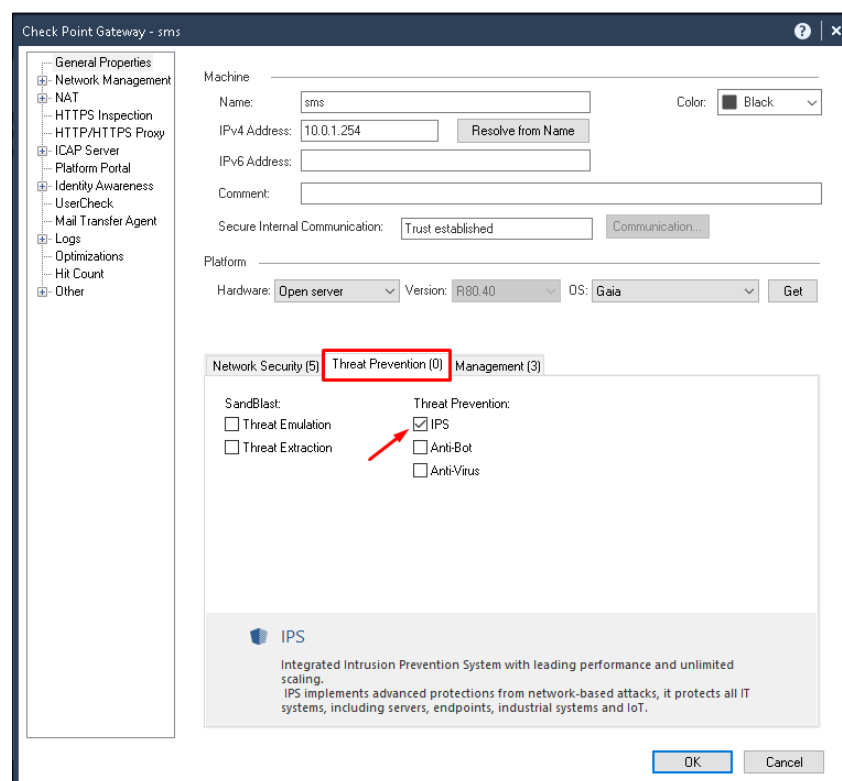 Check Point Gateway - sms
General Properties
Network Management
NAT
HTTPS Inspection
HTTP/HTTPS Proxy
ICAP Server
Platform Portal
Identity Awareness
UserCheck
Mail Transfer Agent
Logs
Optimizations
Hit Count
Other
Machine
Name: sms Color: Black
IPv4 Address: 10.0.1.254 Resolve from Name
IPv6 Address:
Comment:
Secure Internal Communication: Trust established Communication...
Platform
Hardware: Open server Version: R80.40 OS: Gaia Get
Network Security (5) Threat Prevention (0) Management (3)
SandBlast: Threat Prevention:
Threat Emulation IPS
Threat Extraction Anti-Bot
Anti-Virus
IPS
Integrated Intrusion Prevention System with leading performance and unlimited
scaling.
IPS implements advanced protections from network-based attacks, it protects all IT
systems, including servers, endpoints, industrial systems and IoT.
OK Cancel